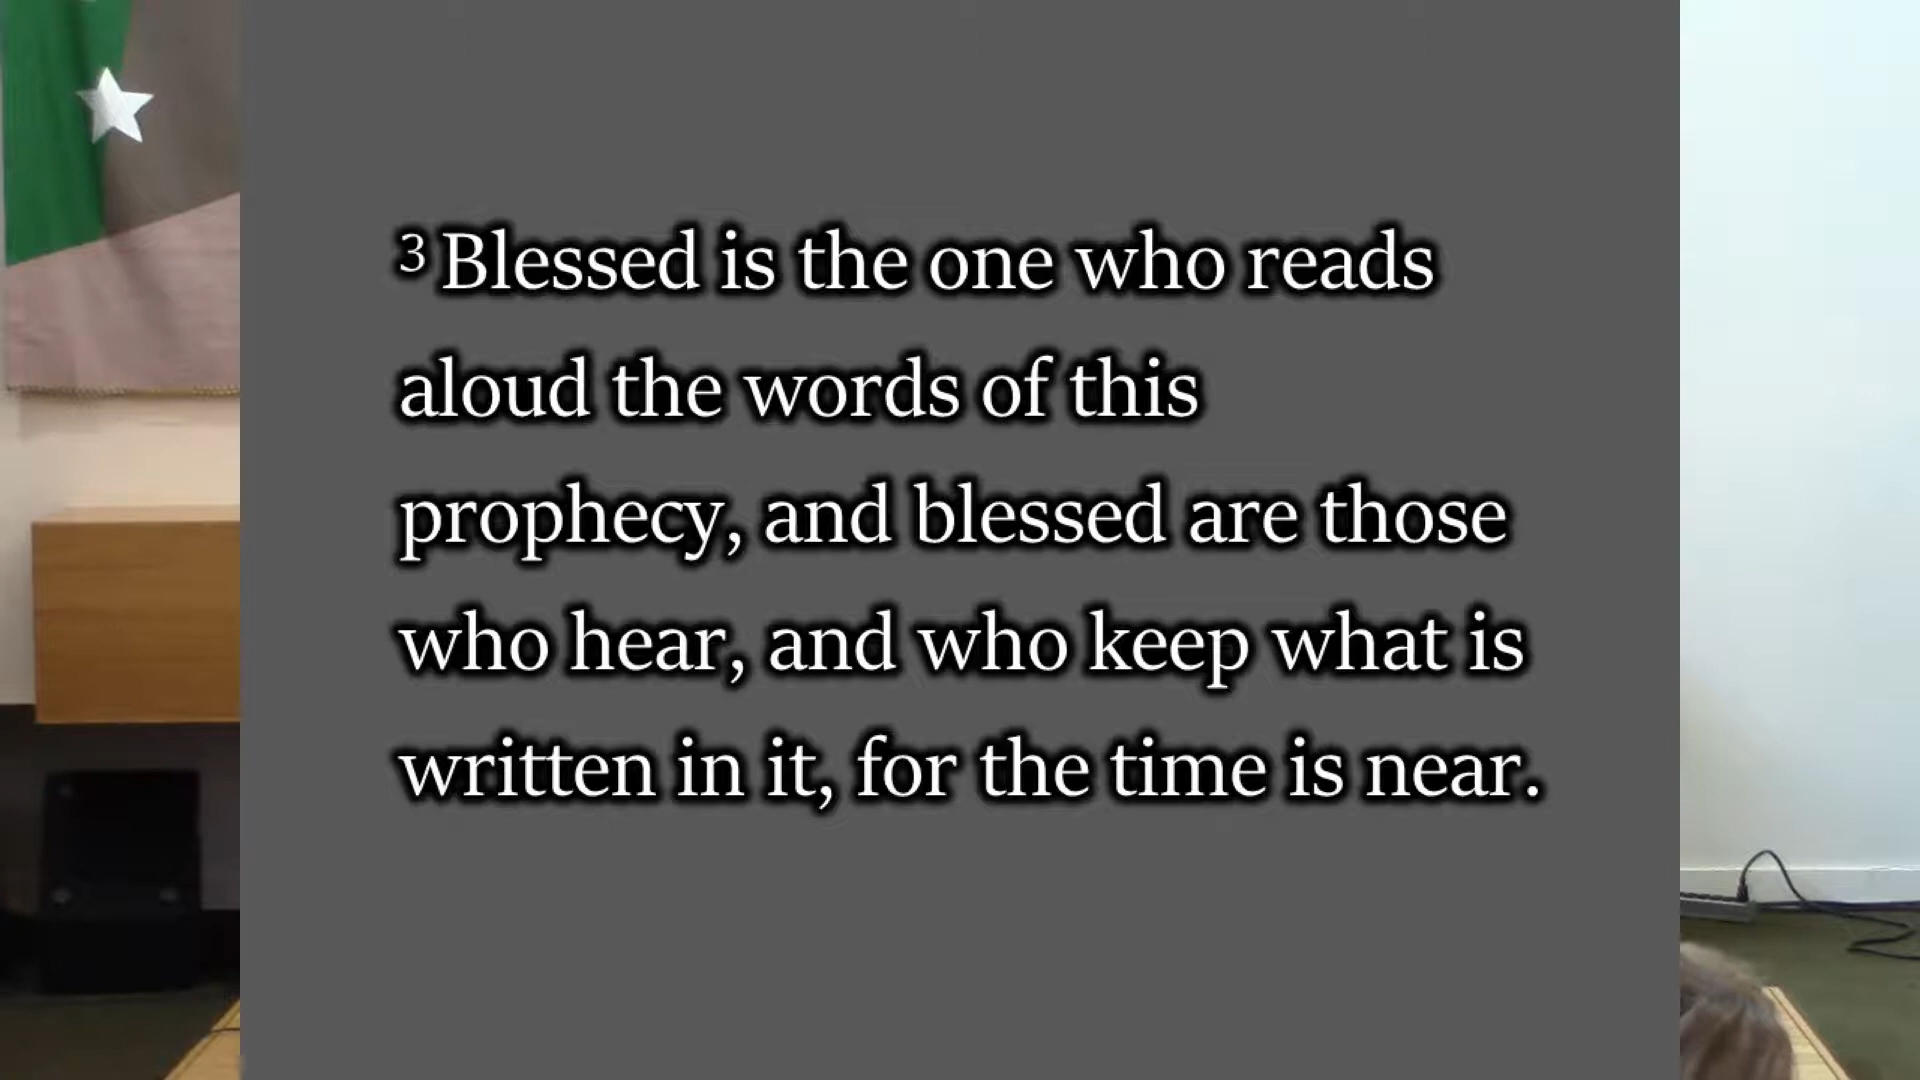 ³ Blessed is the one who reads
aloud the words of this
prophecy, and blessed are those
who hear, and who keep what is
written in it, for the time is near.